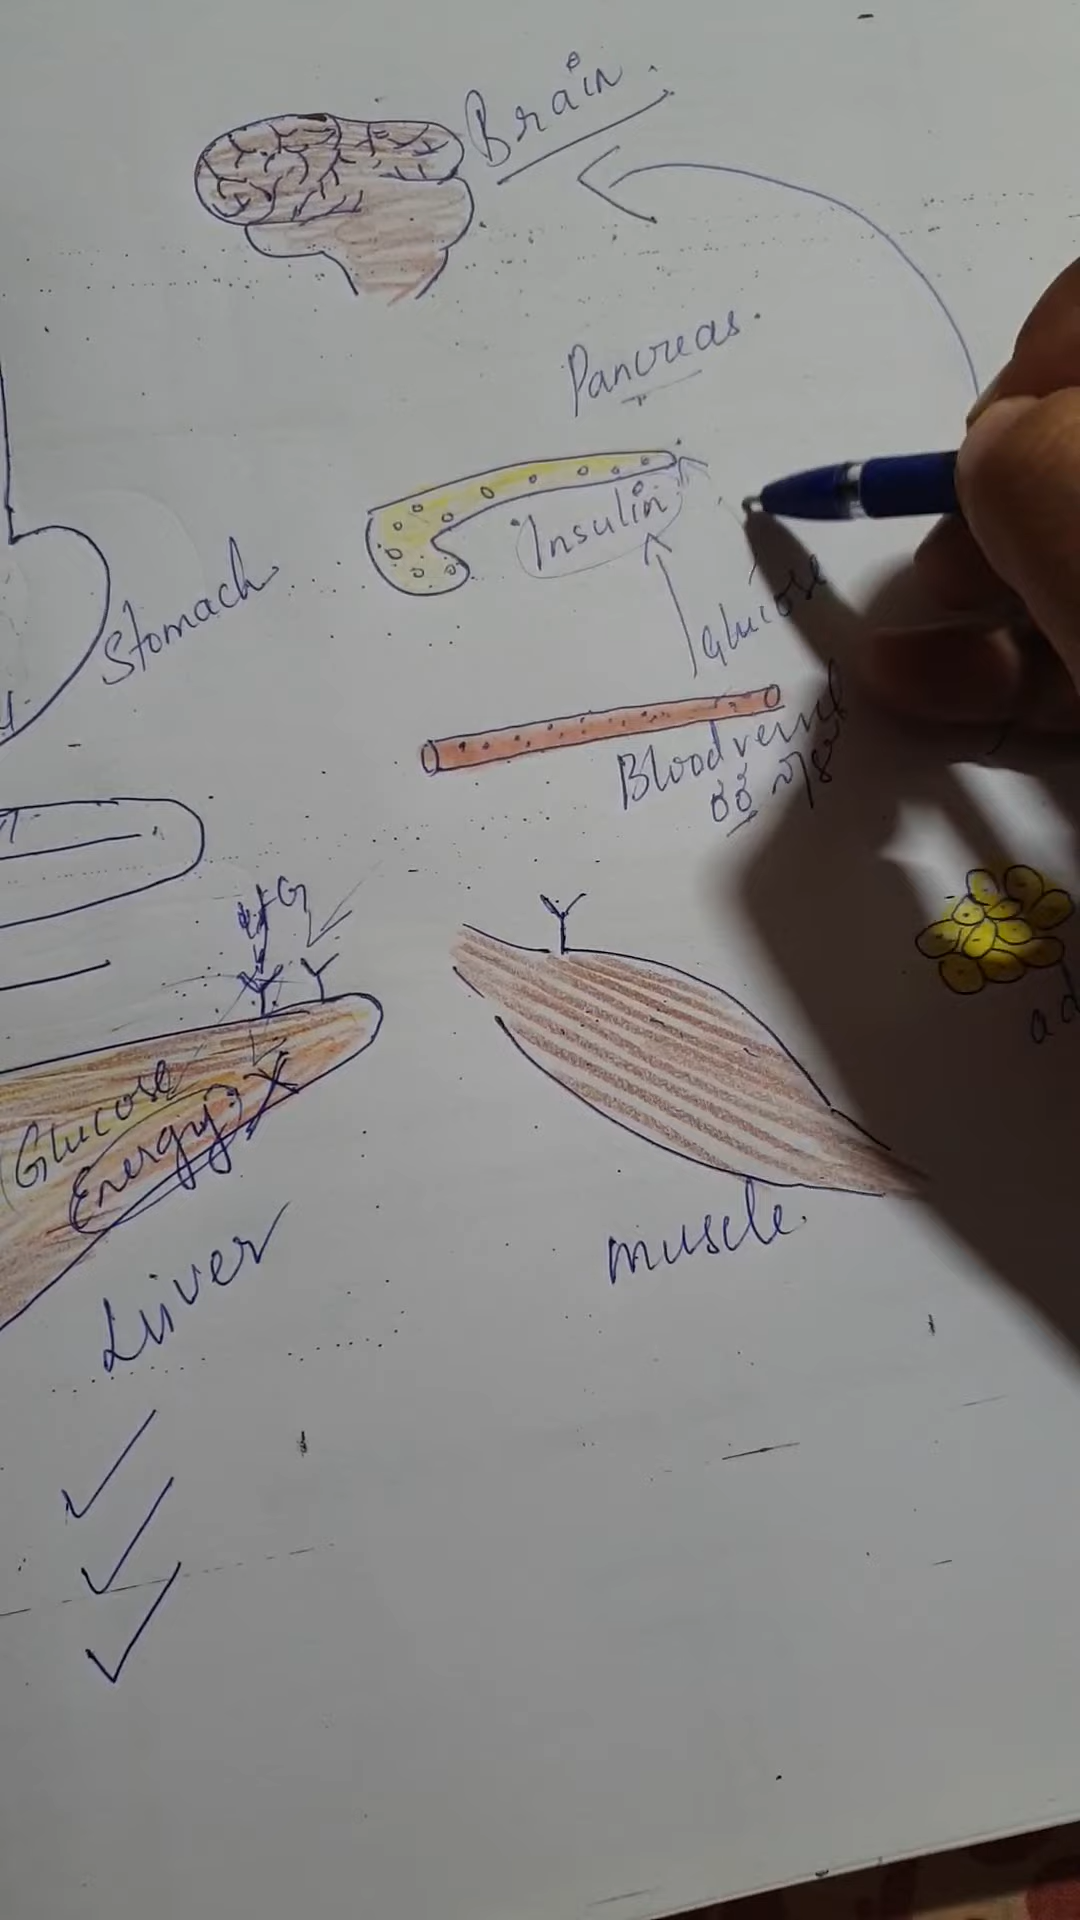 Brain.
Pancreas.
Insulin
Stomach
Glucose
Blood vessel
Glucose
Energy
Liver
muscle.